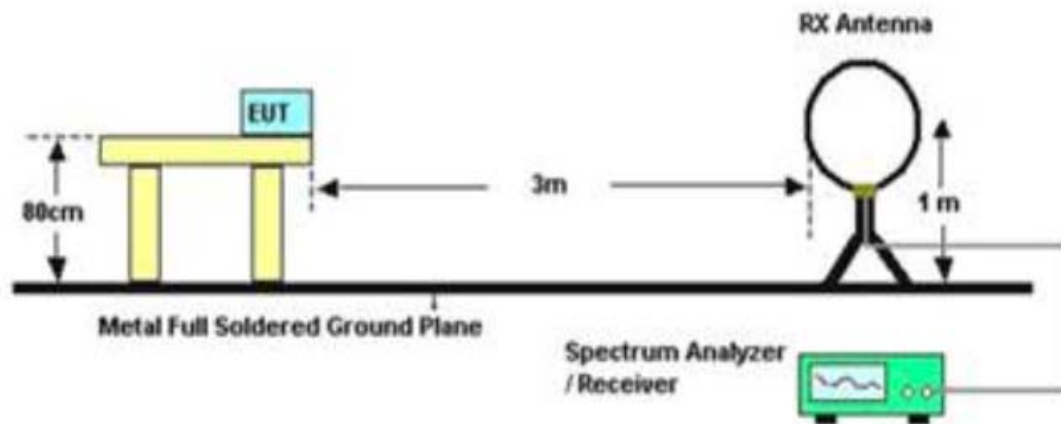 RX Antenna
EUT
80cm
3m
1 m
Metal Full Soldered Ground Plane
Spectrum Analyzer
/ Receiver